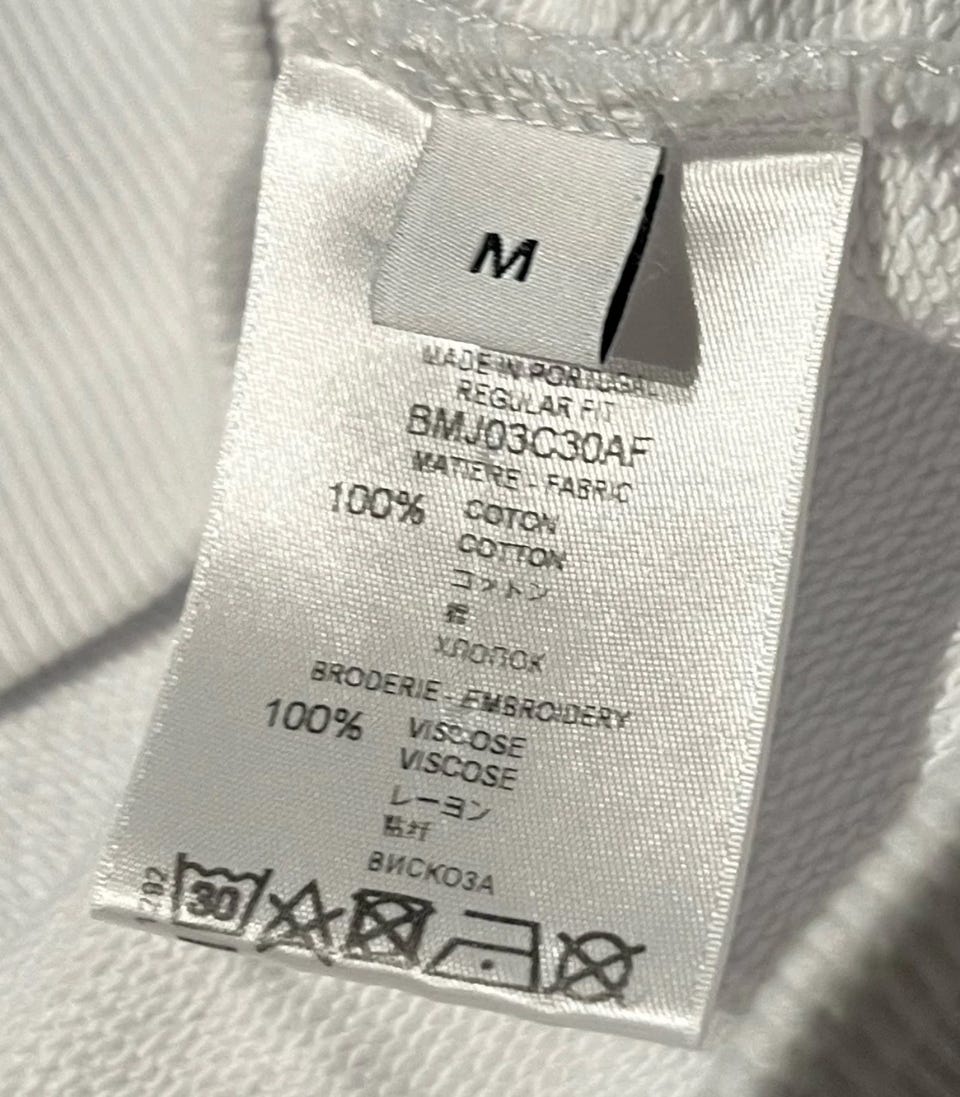 M
MADE IN PORTUGAL
REGULAR FIT
BMJ03C30AF
MATIERE - FABRIC
100% COTON
COTTON
コットン
棉
ХЛОПОК
BRODERIE - EMBROIDERY
100% VISCOSE
VISCOSE
レーヨン
粘纤
ВИСКОЗА
30